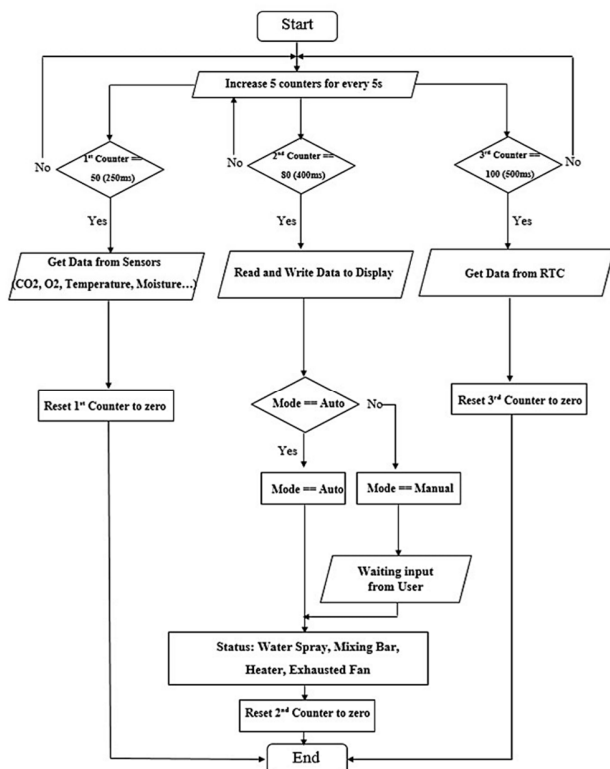 Start
Increase 5 counters for every 5s
1st Counter ==
50 (250ms)
No
Yes
2nd Counter ==
80 (400ms)
No
Yes
3rd Counter ==
100 (500ms)
No
Yes
Get Data from Sensors
(CO2, O2, Temperature, Moisture...)
Read and Write Data to Display
Get Data from RTC
Reset 1st Counter to zero
Mode == Auto
No
Yes
Reset 3rd Counter to zero
Mode == Auto
Mode == Manual
Waiting input
from User
Status: Water Spray, Mixing Bar,
Heater, Exhausted Fan
Reset 2nd Counter to zero
End